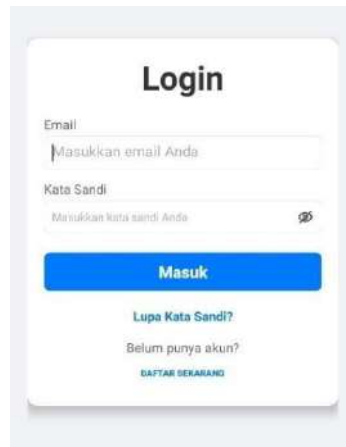 Login
Email
Masukkan email Anda
Kata Sandi
Masukkan kata sandi Anda
Masuk
Lupa Kata Sandi?
Belum punya akun?
DAFTAR SEKARANG